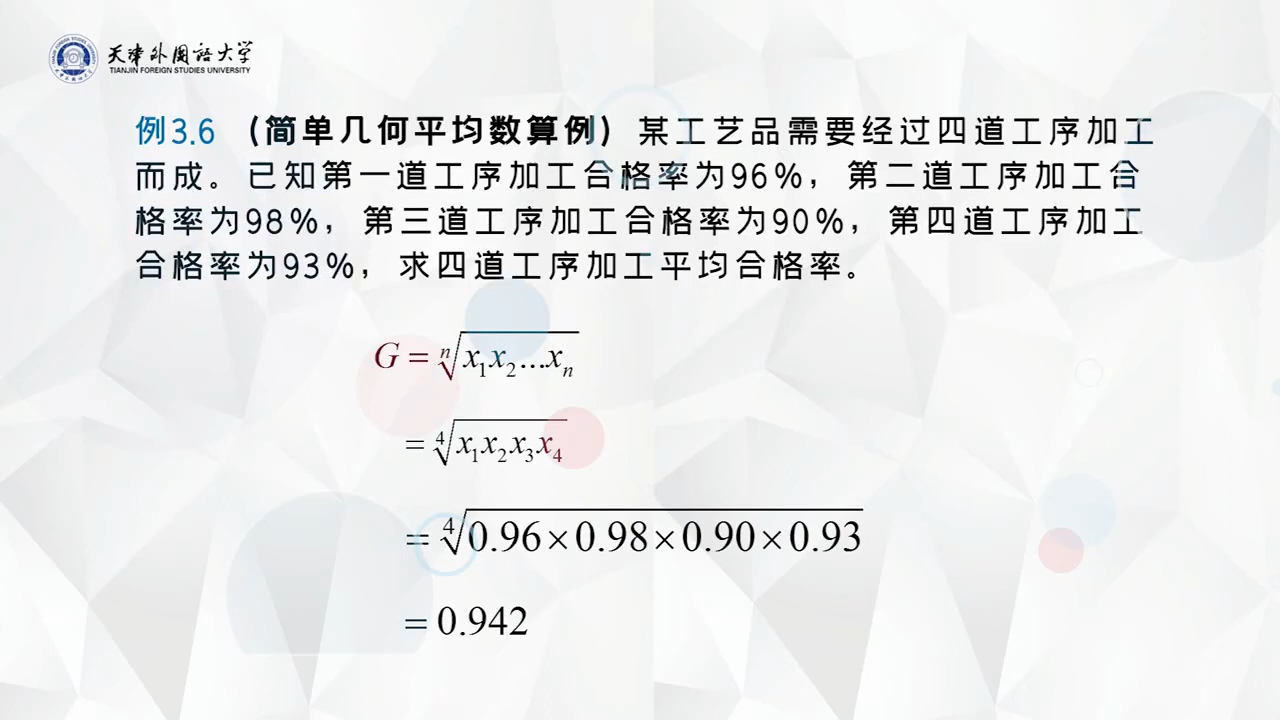 天津外国語大学
TIANJIN FOREIGN STUDIES UNIVERSITY
例3.6 （简单几何平均数算例）某工艺品需要经过四道工序加工
而成。已知第一道工序加工合格率为96%，第二道工序加工合
格率为98%，第三道工序加工合格率为90%，第四道工序加工
合格率为93%，求四道工序加工平均合格率。
G = ⁿ√(x₁x₂...xₙ)
= ⁴√(x₁x₂x₃x₄)
= ⁴√(0.96×0.98×0.90×0.93)
= 0.942